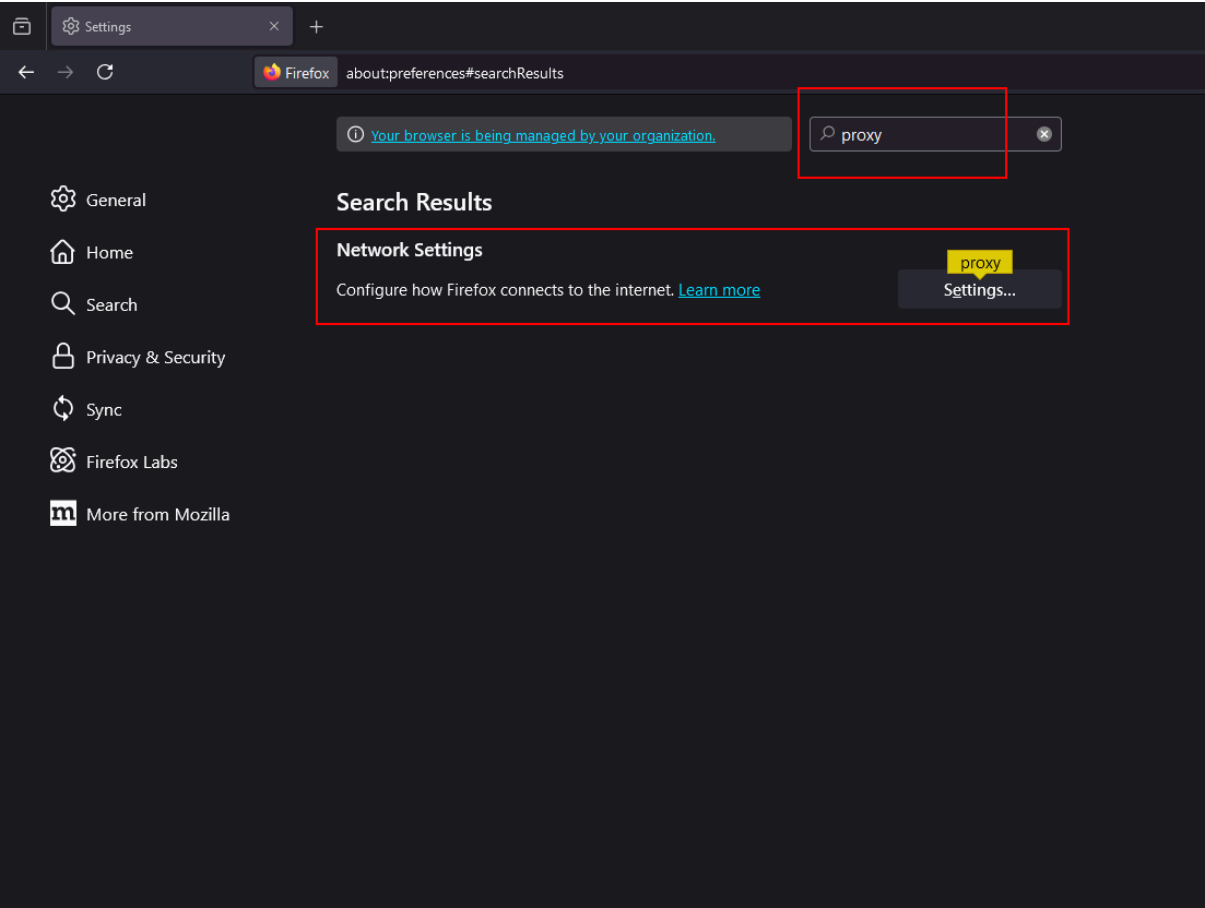 Settings
Firefox about:preferences#searchResults
Your browser is being managed by your organization.
proxy
General
Home
Search
Privacy & Security
Sync
Firefox Labs
More from Mozilla
Search Results
Network Settings
Configure how Firefox connects to the internet. Learn more
proxy
Settings...